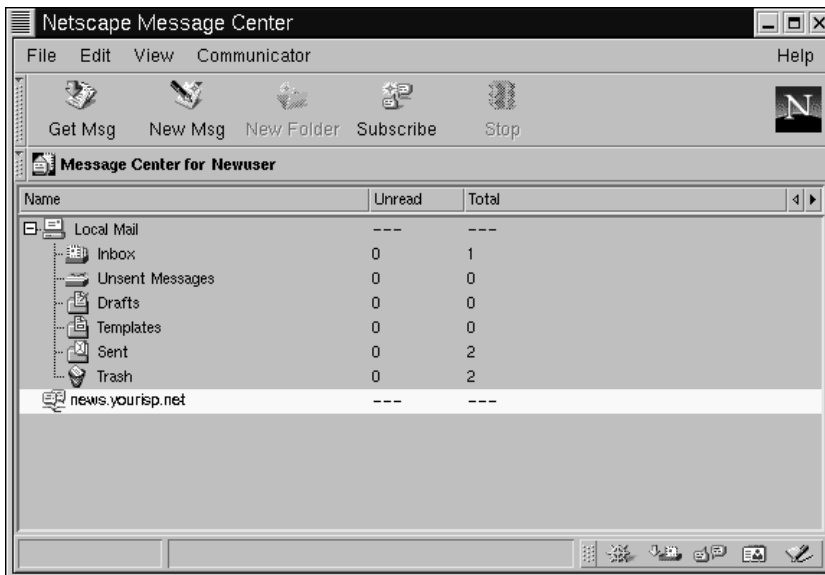 Netscape Message Center
File Edit View Communicator Help
Get Msg New Msg New Folder Subscribe Stop
N
Message Center for Newuser
Name Unread Total
Local Mail --- ---
Inbox 0 1
Unsent Messages 0 0
Drafts 0 0
Templates 0 0
Sent 0 2
Trash 0 2
news.yourisp.net --- ---